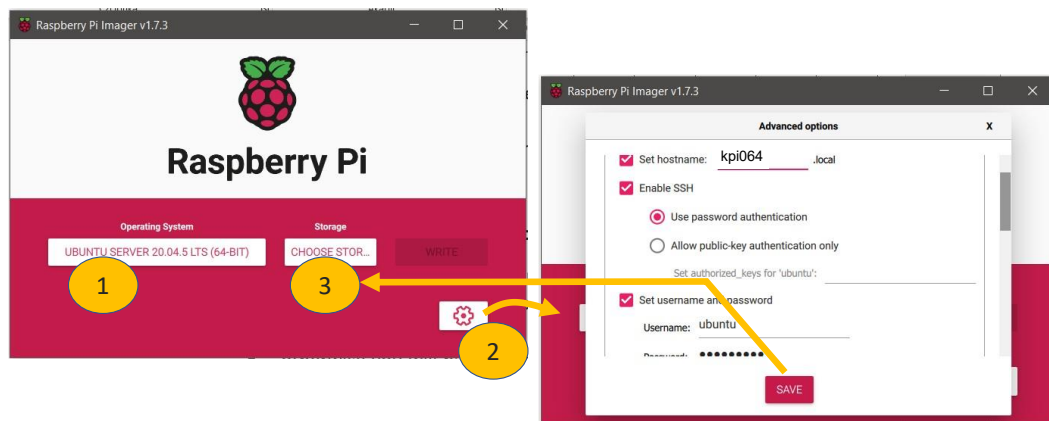 Raspberry Pi Imager v1.7.3
Raspberry Pi
Operating System
Storage
UBUNTU SERVER 20.04.5 LTS (64-BIT)
CHOOSE STOR...
WRITE
1
3
2
Raspberry Pi Imager v1.7.3
Advanced options
X
Set hostname: kpi064 .local
Enable SSH
Use password authentication
Allow public-key authentication only
Set authorized_keys for 'ubuntu':
Set username and password
Username: ubuntu
Password: •••••••••
SAVE